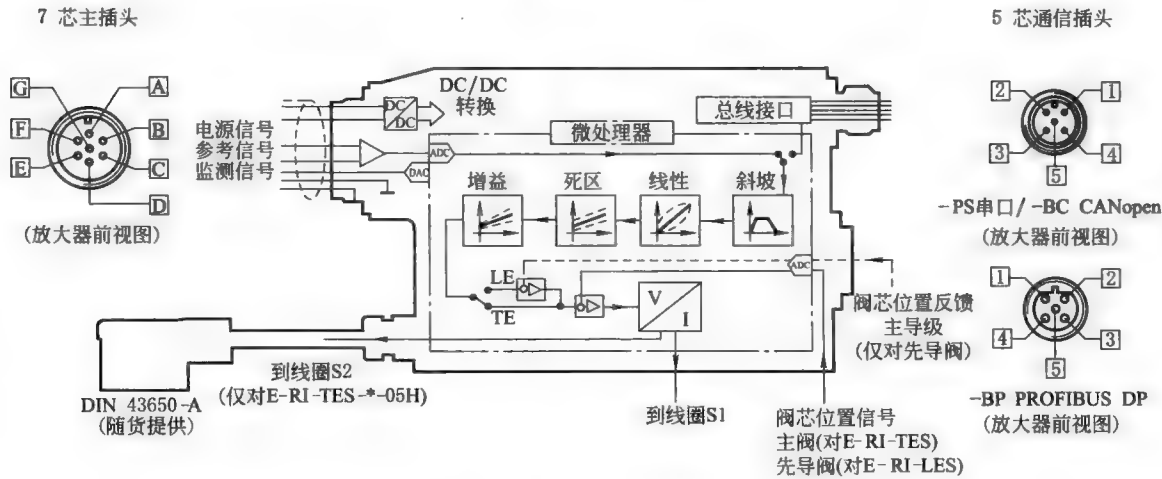 7 芯主插头
5 芯通信插头
G
A
F
B
E
C
D
(放大器前视图)
电源信号
参考信号
监测信号
DC/DC
转换
DC
DC
总线接口
微处理器
ADC
DAC
增益
死区
线性
斜坡
LE
TE
ADC
V
I
2
1
3
4
5
-PS串口/-BC CANopen
(放大器前视图)
1
2
4
3
5
-BP PROFIBUS DP
(放大器前视图)
阀芯位置反馈
主导级
(仅对先导阀)
DIN 43650-A
(随货提供)
到线圈S2
(仅对E-RI-TES-*-05H)
到线圈S1
阀芯位置信号
主阀(对E-RI-TES)
先导阀(对E-RI-LES)